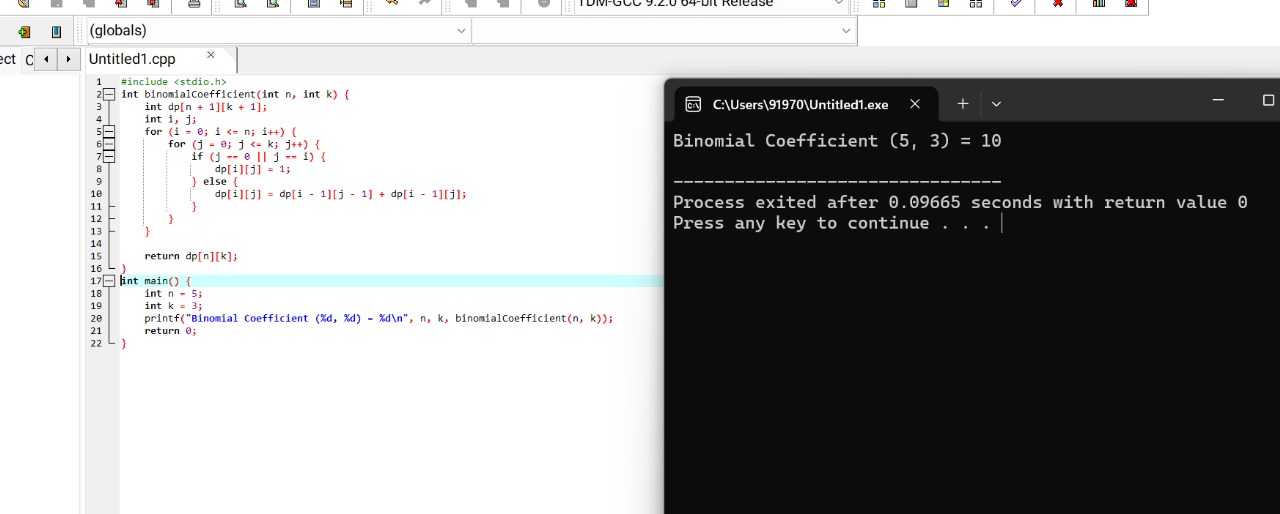 TDM-GCC 9.2.0 64-bit Release
(globals)
Untitled1.cpp
1 #include <stdio.h>
2 int binomialCoefficient(int n, int k) {
3 int dp[n + 1][k + 1];
4 int i, j;
5 for (i = 0; i <= n; i++) {
6 for (j = 0; j <= k; j++) {
7 if (j == 0 || j == i) {
8 dp[i][j] = 1;
9 } else {
10 dp[i][j] = dp[i - 1][j - 1] + dp[i - 1][j];
11 }
12 }
13 }
14
15 return dp[n][k];
16 }
17 int main() {
18 int n = 5;
19 int k = 3;
20 printf("Binomial Coefficient (%d, %d) = %d\n", n, k, binomialCoefficient(n, k));
21 return 0;
22 }
C:\Users\91970\Untitled1.exe
Binomial Coefficient (5, 3) = 10
--------------------------------
Process exited after 0.09665 seconds with return value 0
Press any key to continue . . .